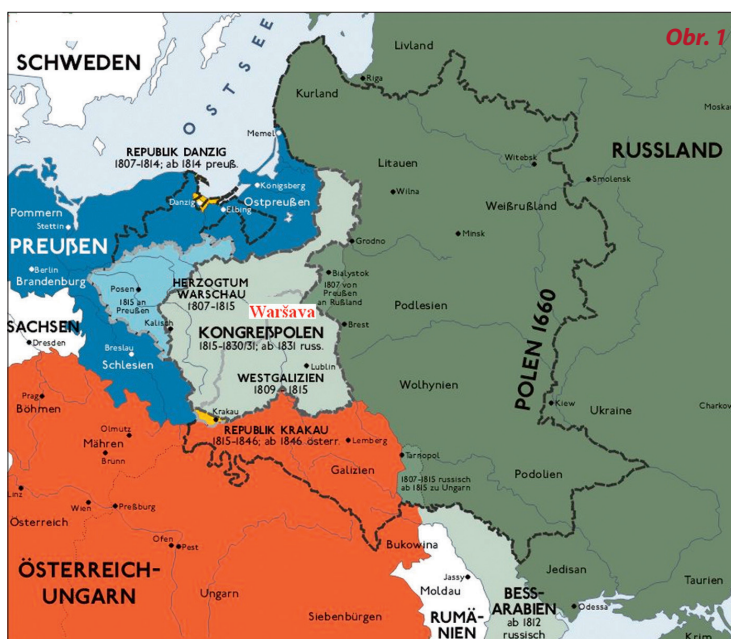 Obr. 1
SCHWEDEN
OSTSEE
Livland
Riga
Kurland
Moskau
Memel
REPUBLIK DANZIG
1807-1814; ab 1814 preuß.
Litauen
Witebsk
RUSSLAND
Smolensk
Königsberg
Wilna
Danzig
Elbing
Ostpreußen
Weißrußland
Pommern
Stettin
Minsk
Grodno
PREUßEN
Berlin
Brandenburg
Posen
1815 an
Preußen
HERZOGTUM
WARSCHAU
1807-1815
Bialystok
1807 von
Preußen
an Rußland
Podlesien
POLEN 1660
Waršava
SACHSEN
Dresden
Kalisch
KONGREßPOLEN
1815-1830/31; ab 1831 russ.
Brest
Breslau
Schlesien
Lublin
WESTGALIZIEN
1809 - 1815
Wolhynien
Kiew
Ukraine
Charkow
Prag
Böhmen
Krakau
REPUBLIK KRAKAU
1815-1846; ab 1846 österr.
Olmutz
Mähren
Brünn
Lemberg
Galizien
Tarnopol
1807-1815 russisch
ab 1815 zu Ungarn
Podolien
Linz
Wien
Preßburg
Österreich
Ofen
Pest
Bukowina
Jedisan
ÖSTERREICH-
UNGARN
Ungarn
Jassy
Moldau
BESS-
ARABIEN
ab 1812
russisch
Odessa
Taurien
Siebenbürgen
RUMÄ-
NIEN
Krim